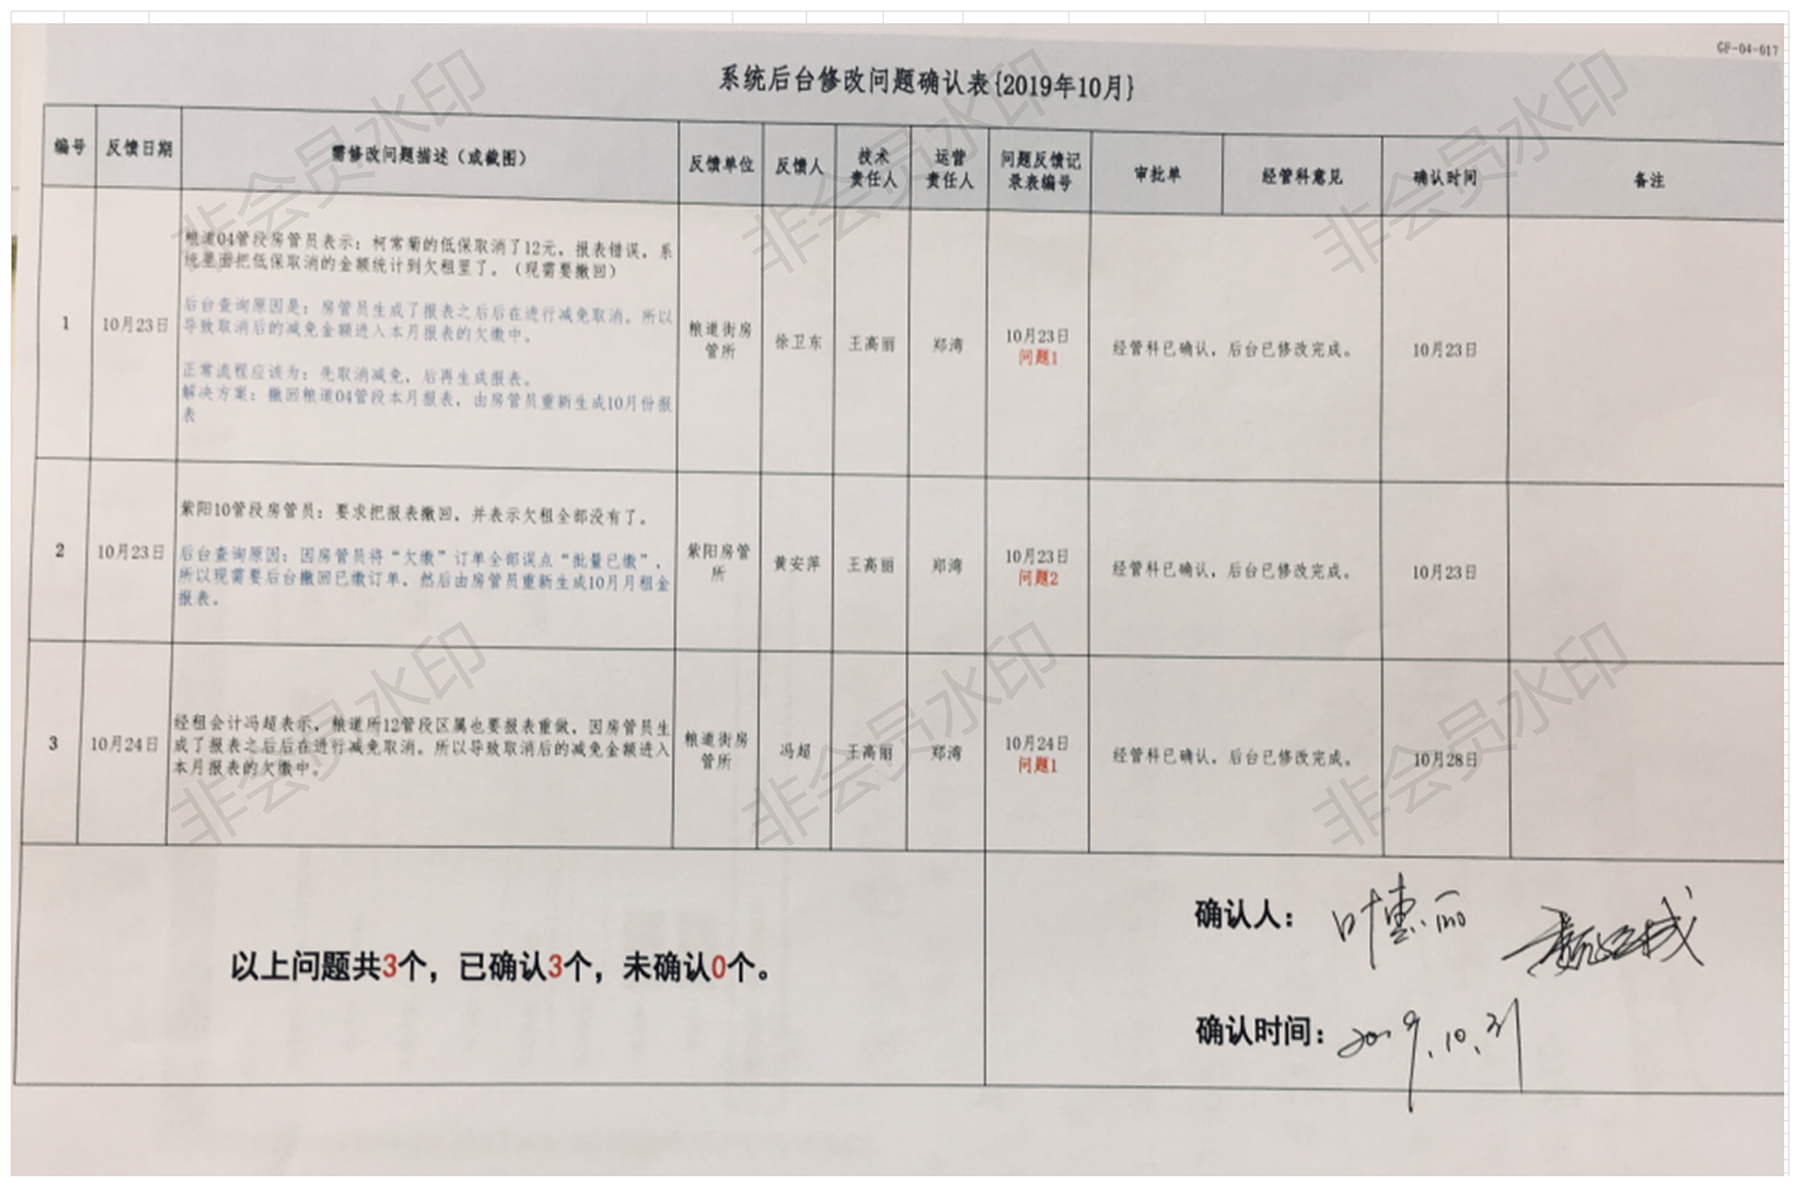 GF-04-017
系统后台修改问题确认表{2019年10月}
编号 反馈日期 需修改问题描述（或截图） 反馈单位 反馈人 技术责任人 运营责任人 问题反馈记录表编号 审批单 经管科意见 确认时间 备注
1
10月23日
粮道04管段房管员表示：柯常菊的低保取消了12元，报表错误，系
统里面把低保取消的金额统计到欠租里了。（现需要撤回）
后台查询原因是：房管员生成了报表之后后在进行减免取消。所以
导致取消后的减免金额进入本月报表的欠缴中。
正常流程应该为：先取消减免，后再生成报表。
解决方案：撤回粮道04管段本月报表，由房管员重新生成10月份报
表
粮道街房
管所
徐卫东
王高丽
郑湾
10月23日
问题1
经管科已确认，后台已修改完成。
10月23日
2
10月23日
紫阳10管段房管员：要求把报表撤回，并表示欠租全部没有了。
后台查询原因：因房管员将“欠缴”订单全部误点“批量已缴”，
所以现需要后台撤回已缴订单，然后由房管员重新生成10月月租金
报表。
紫阳房管
所
黄安萍
王高丽
郑湾
10月23日
问题2
经管科已确认，后台已修改完成。
10月23日
3
10月24日
经租会计冯超表示，粮道所12管段区属也要报表重做，因房管员生
成了报表之后后在进行减免取消。所以导致取消后的减免金额进入
本月报表的欠缴中。
粮道街房
管所
冯超
王高丽
郑湾
10月24日
问题1
经管科已确认，后台已修改完成。
10月28日
以上问题共3个，已确认3个，未确认0个。
确认人：叶惠丽
确认时间：2019.10.31
非会员水印
非会员水印
非会员水印
非会员水印
非会员水印
非会员水印